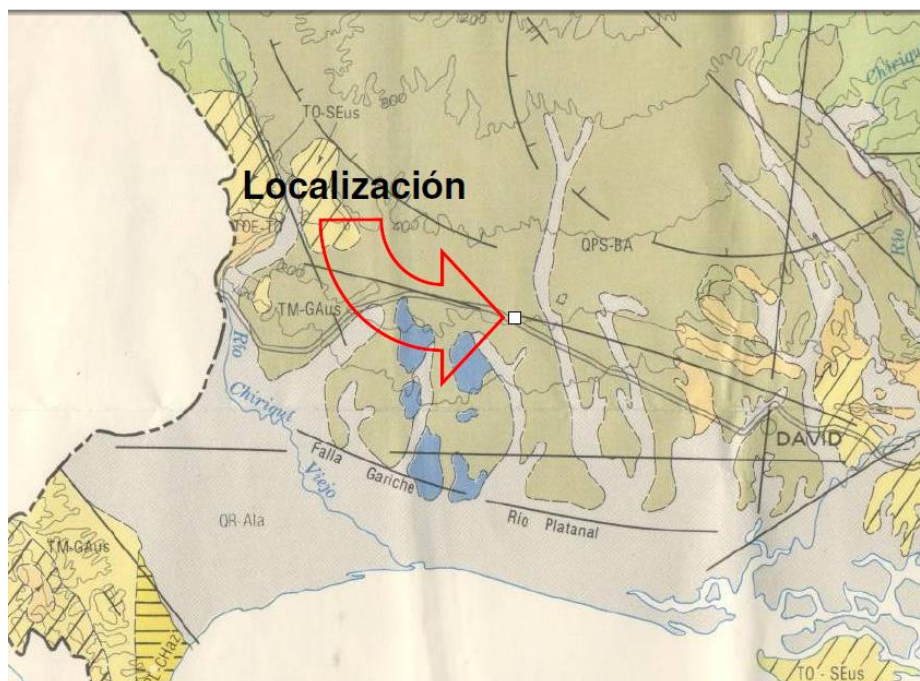 1200
Chiriquí
800
TO-SEus
Localización
Río
400
TOE-TO
QPS-BA
200
TM-GAus
Río
Chiriquí
Viejo
DAVID
Falla Gariche
QR-Ala
Río Platanal
TM-GAus
TO - SEus